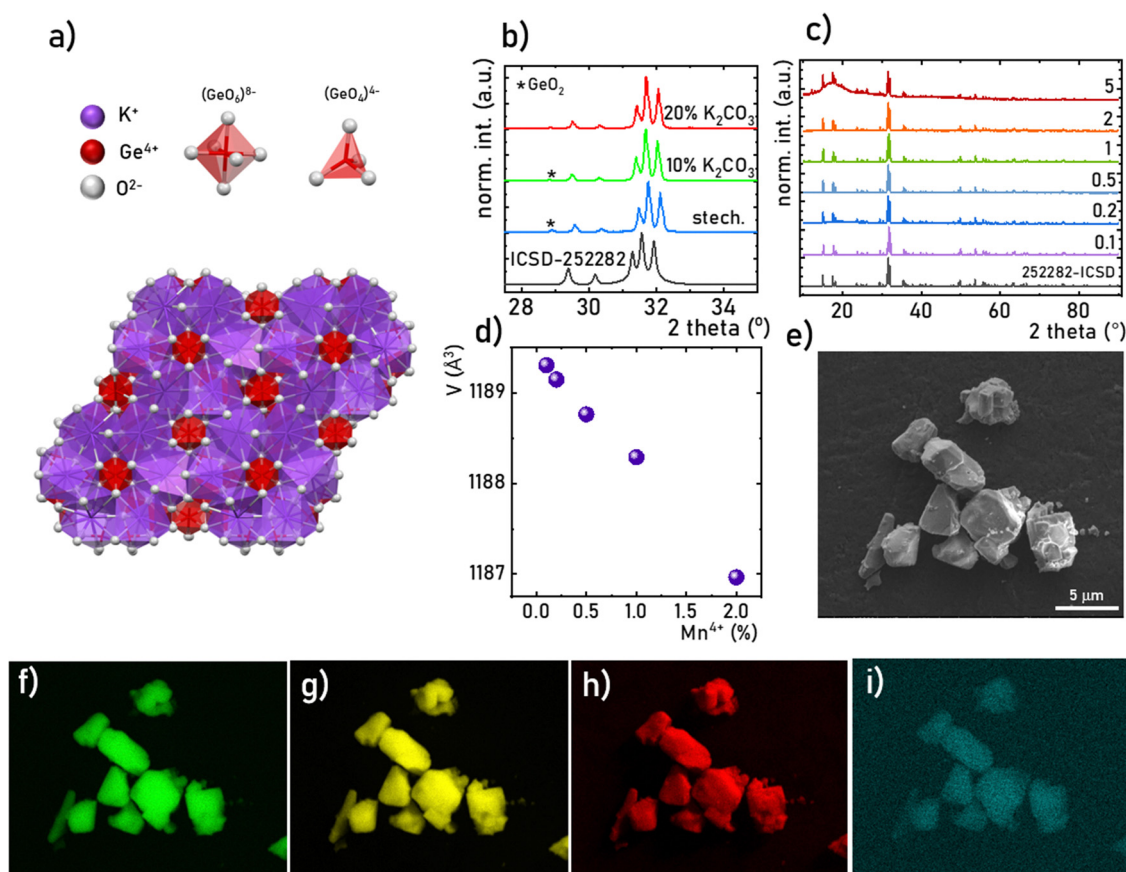 a)
(GeO₆)⁸⁻
(GeO₄)⁴⁻
K⁺
Ge⁴⁺
O²⁻
b)
norm. int. (a.u.)
*GeO₂
20% K₂CO₃
*
10% K₂CO₃
*
stech.
ICSD-252282
28
30
32
34
2 theta (º)
c)
norm. int. (a.u.)
5
2
1
0.5
0.2
0.1
252282-ICSD
20
40
60
80
2 theta (°)
d)
V (Å³)
1189
1188
1187
0.0
0.5
1.0
1.5
2.0
Mn⁴⁺(%)
e)
5 μm
f)
g)
h)
i)